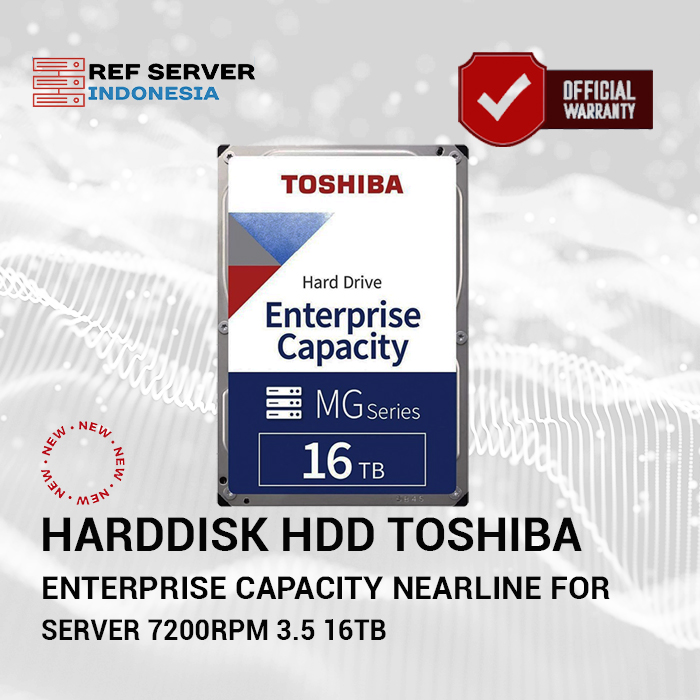 REF SERVER
INDONESIA
OFFICIAL
WARRANTY
TOSHIBA
Hard Drive
Enterprise
Capacity
MG Series
16 TB
NEW • NEW • NEW • NEW • NEW •
HARDDISK HDD TOSHIBA
ENTERPRISE CAPACITY NEARLINE FOR
SERVER 7200RPM 3.5 16TB